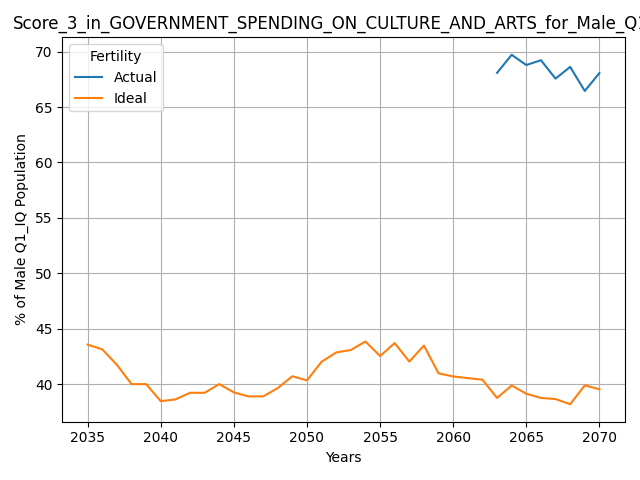 Score_3_in_GOVERNMENT_SPENDING_ON_CULTURE_AND_ARTS_for_Male_Q1
Fertility
Actual
Ideal
70
65
60
55
50
45
40
% of Male Q1_IQ Population
2035 2040 2045 2050 2055 2060 2065 2070
Years